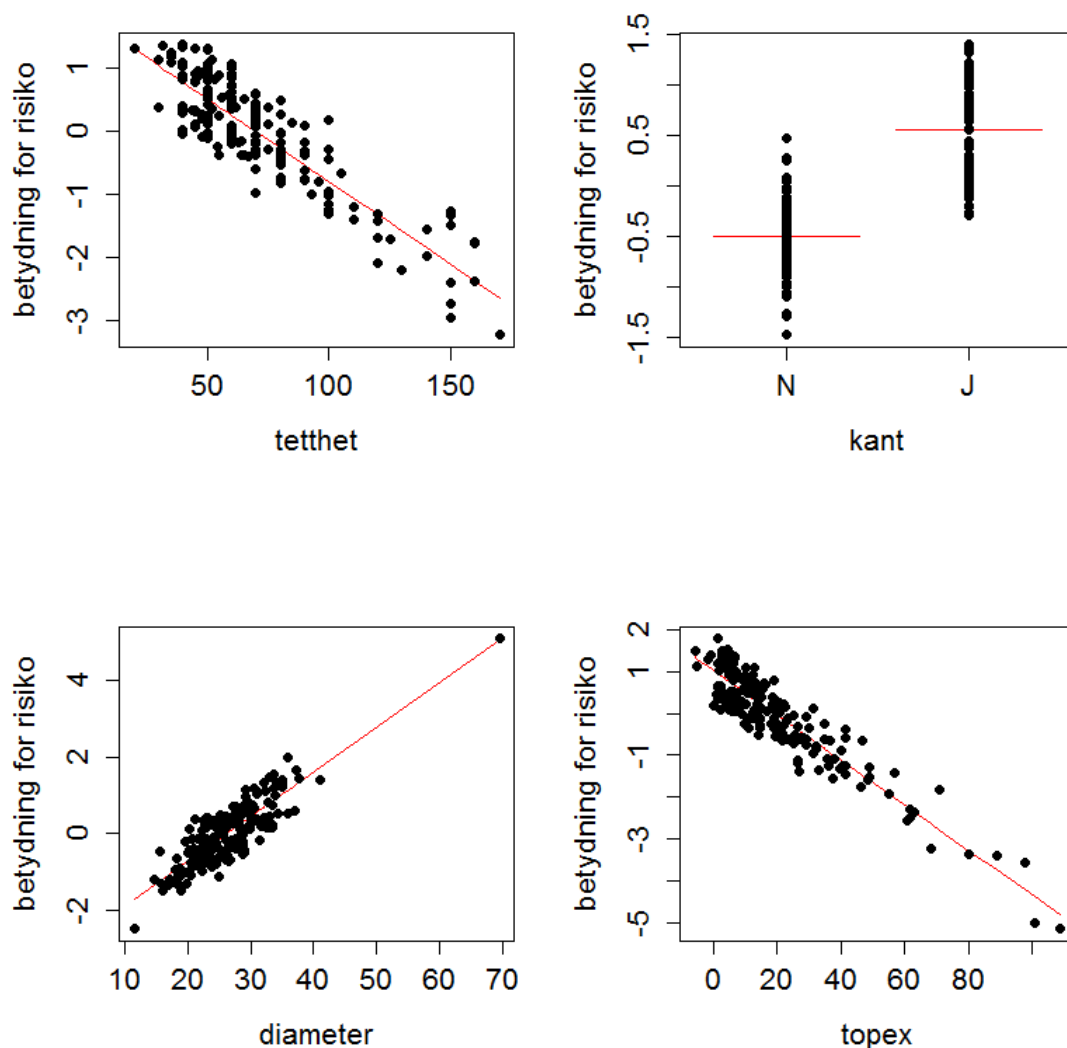 betydning for risiko
1
0
-1
-2
-3
50 100 150
tetthet
betydning for risiko
1.5
0.5
-0.5
-1.5
N J
kant
betydning for risiko
4
2
0
-2
10 20 30 40 50 60 70
diameter
betydning for risiko
2
1
-1
-3
-5
0 20 40 60 80
topex